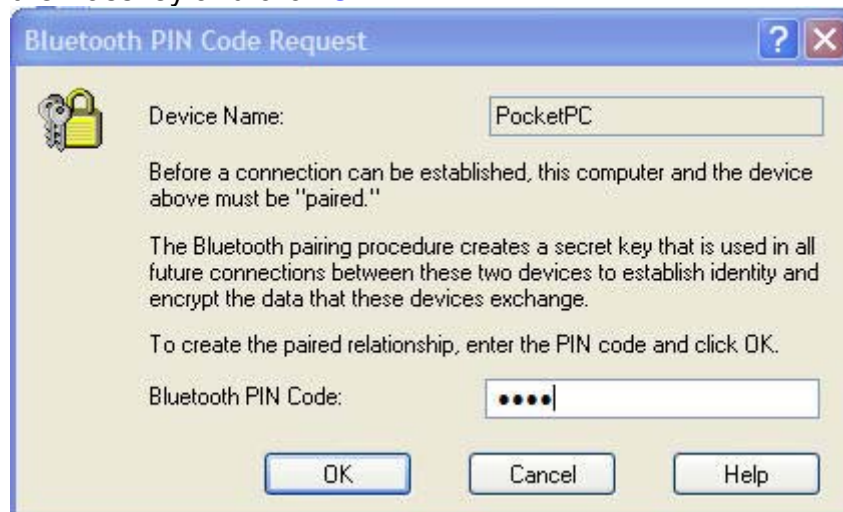 Bluetooth PIN Code Request
Device Name: PocketPC
Before a connection can be established, this computer and the device
above must be "paired."
The Bluetooth pairing procedure creates a secret key that is used in all
future connections between these two devices to establish identity and
encrypt the data that these devices exchange.
To create the paired relationship, enter the PIN code and click OK.
Bluetooth PIN Code: ••••
OK Cancel Help